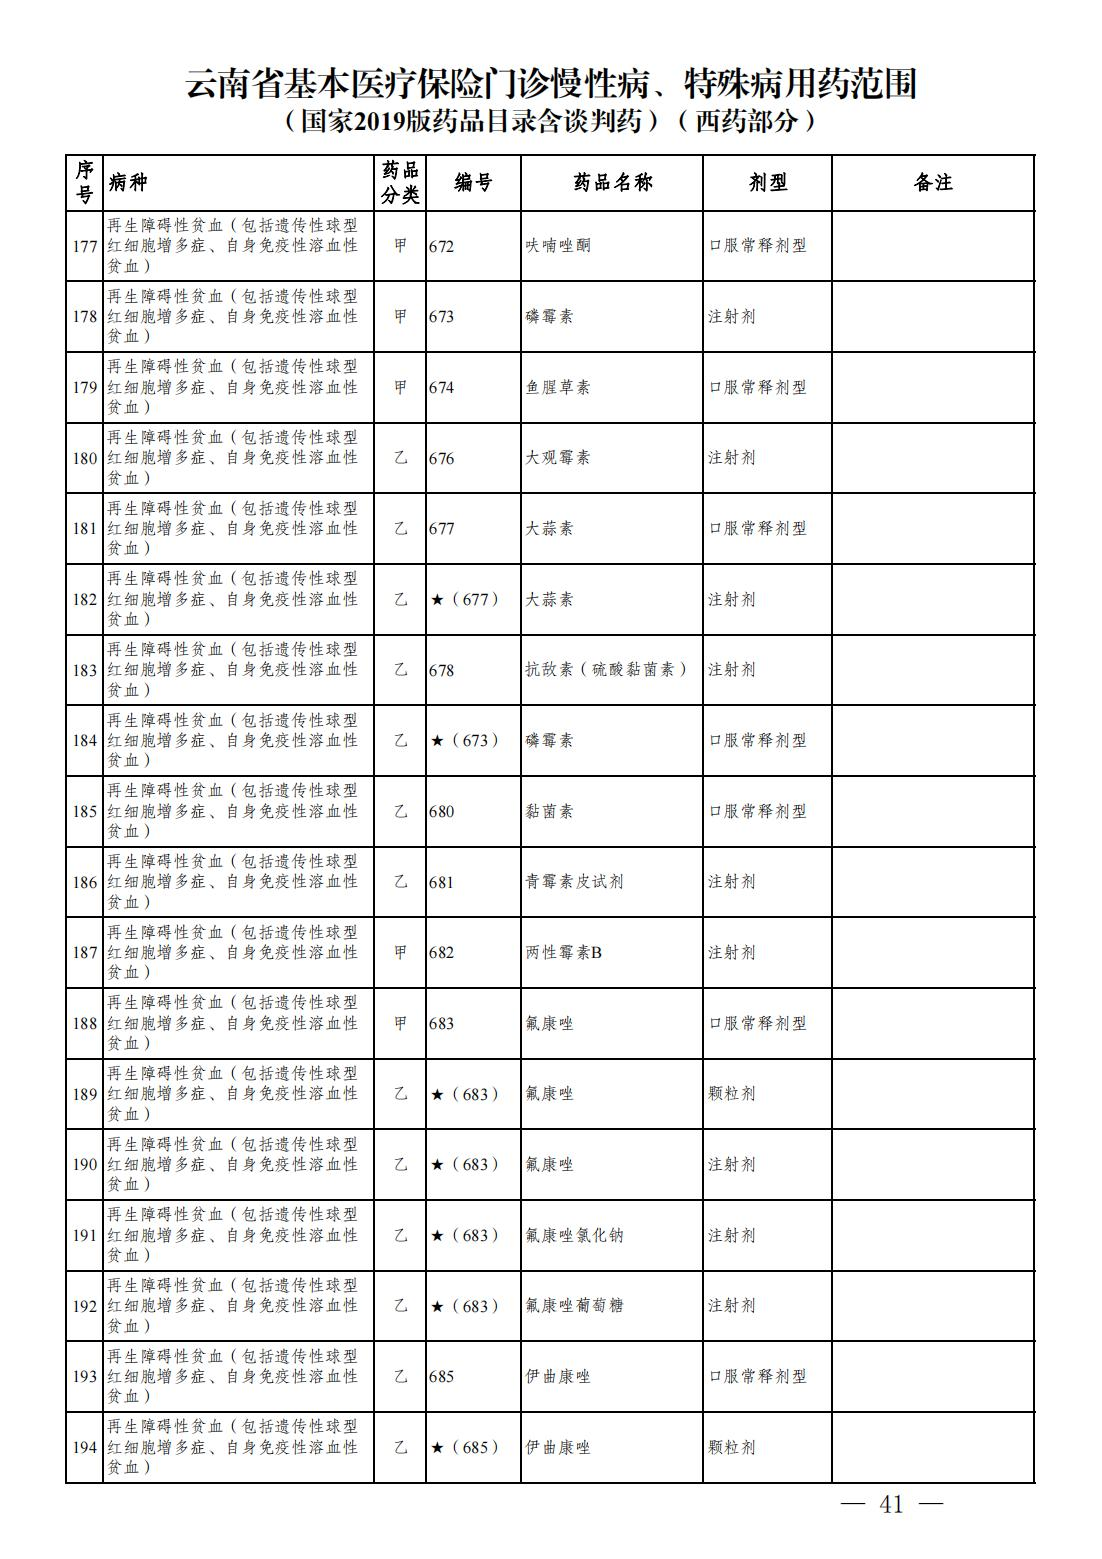 云南省基本医疗保险门诊慢性病、特殊病用药范围
（国家2019版药品目录含谈判药）（西药部分）
序号 病种 药品分类 编号 药品名称 剂型 备注
177 再生障碍性贫血（包括遗传性球型红细胞增多症、自身免疫性溶血性贫血） 甲 672 呋喃唑酮 口服常释剂型
178 再生障碍性贫血（包括遗传性球型红细胞增多症、自身免疫性溶血性贫血） 甲 673 磷霉素 注射剂
179 再生障碍性贫血（包括遗传性球型红细胞增多症、自身免疫性溶血性贫血） 甲 674 鱼腥草素 口服常释剂型
180 再生障碍性贫血（包括遗传性球型红细胞增多症、自身免疫性溶血性贫血） 乙 676 大观霉素 注射剂
181 再生障碍性贫血（包括遗传性球型红细胞增多症、自身免疫性溶血性贫血） 乙 677 大蒜素 口服常释剂型
182 再生障碍性贫血（包括遗传性球型红细胞增多症、自身免疫性溶血性贫血） 乙 ★（677） 大蒜素 注射剂
183 再生障碍性贫血（包括遗传性球型红细胞增多症、自身免疫性溶血性贫血） 乙 678 抗敌素（硫酸黏菌素） 注射剂
184 再生障碍性贫血（包括遗传性球型红细胞增多症、自身免疫性溶血性贫血） 乙 ★（673） 磷霉素 口服常释剂型
185 再生障碍性贫血（包括遗传性球型红细胞增多症、自身免疫性溶血性贫血） 乙 680 黏菌素 口服常释剂型
186 再生障碍性贫血（包括遗传性球型红细胞增多症、自身免疫性溶血性贫血） 乙 681 青霉素皮试剂 注射剂
187 再生障碍性贫血（包括遗传性球型红细胞增多症、自身免疫性溶血性贫血） 甲 682 两性霉素B 注射剂
188 再生障碍性贫血（包括遗传性球型红细胞增多症、自身免疫性溶血性贫血） 甲 683 氟康唑 口服常释剂型
189 再生障碍性贫血（包括遗传性球型红细胞增多症、自身免疫性溶血性贫血） 乙 ★（683） 氟康唑 颗粒剂
190 再生障碍性贫血（包括遗传性球型红细胞增多症、自身免疫性溶血性贫血） 乙 ★（683） 氟康唑 注射剂
191 再生障碍性贫血（包括遗传性球型红细胞增多症、自身免疫性溶血性贫血） 乙 ★（683） 氟康唑氯化钠 注射剂
192 再生障碍性贫血（包括遗传性球型红细胞增多症、自身免疫性溶血性贫血） 乙 ★（683） 氟康唑葡萄糖 注射剂
193 再生障碍性贫血（包括遗传性球型红细胞增多症、自身免疫性溶血性贫血） 乙 685 伊曲康唑 口服常释剂型
194 再生障碍性贫血（包括遗传性球型红细胞增多症、自身免疫性溶血性贫血） 乙 ★（685） 伊曲康唑 颗粒剂
— 41 —